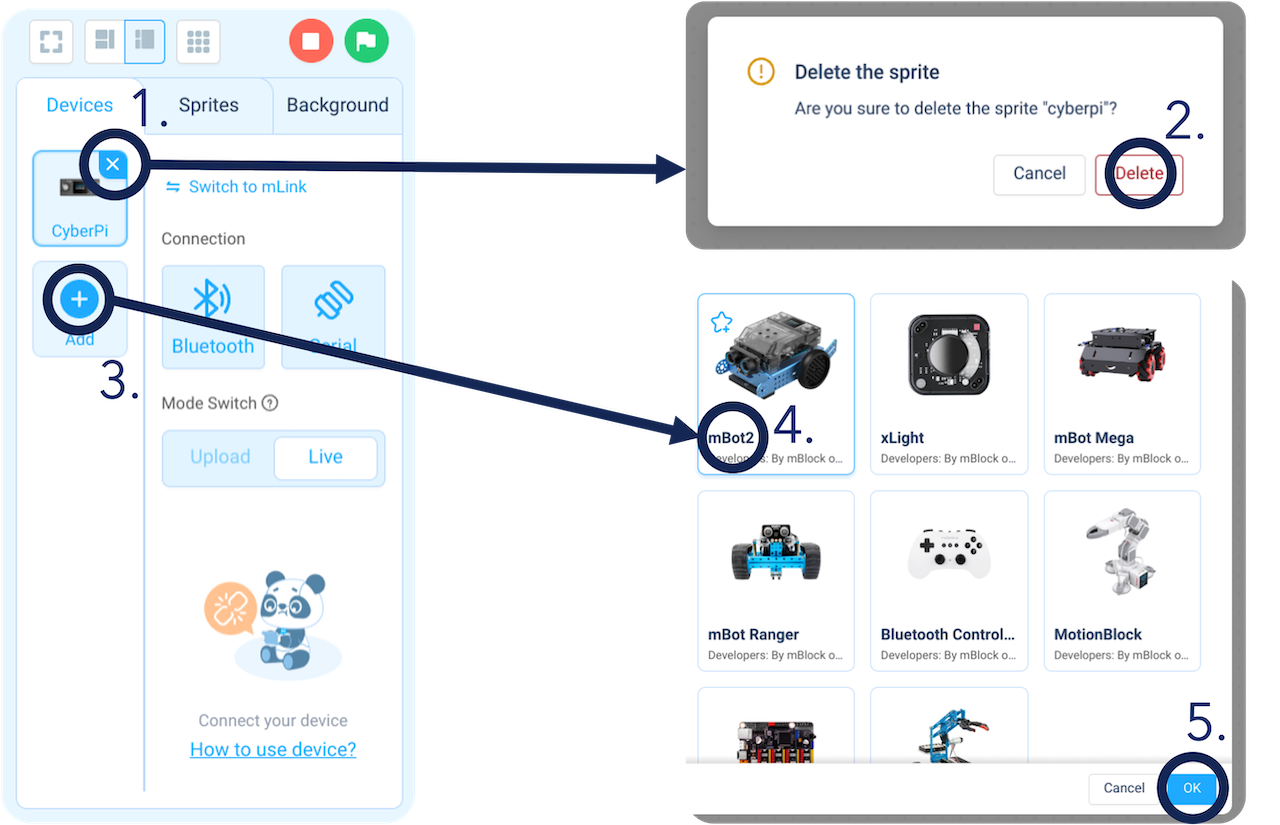 Devices
1.
Sprites
Background
CyberPi
Switch to mLink
Connection
Add
3.
Bluetooth
Serial
Mode Switch ?
Upload
Live
Connect your device
How to use device?
Delete the sprite
Are you sure to delete the sprite "cyberpi"?
2.
Cancel
Delete
mBot2
4.
Developers: By mBlock o...
xLight
Developers: By mBlock o...
mBot Mega
Developers: By mBlock o...
mBot Ranger
Developers: By mBlock o...
Bluetooth Control...
Developers: By mBlock o...
MotionBlock
Developers: By mBlock o...
5.
Cancel
OK